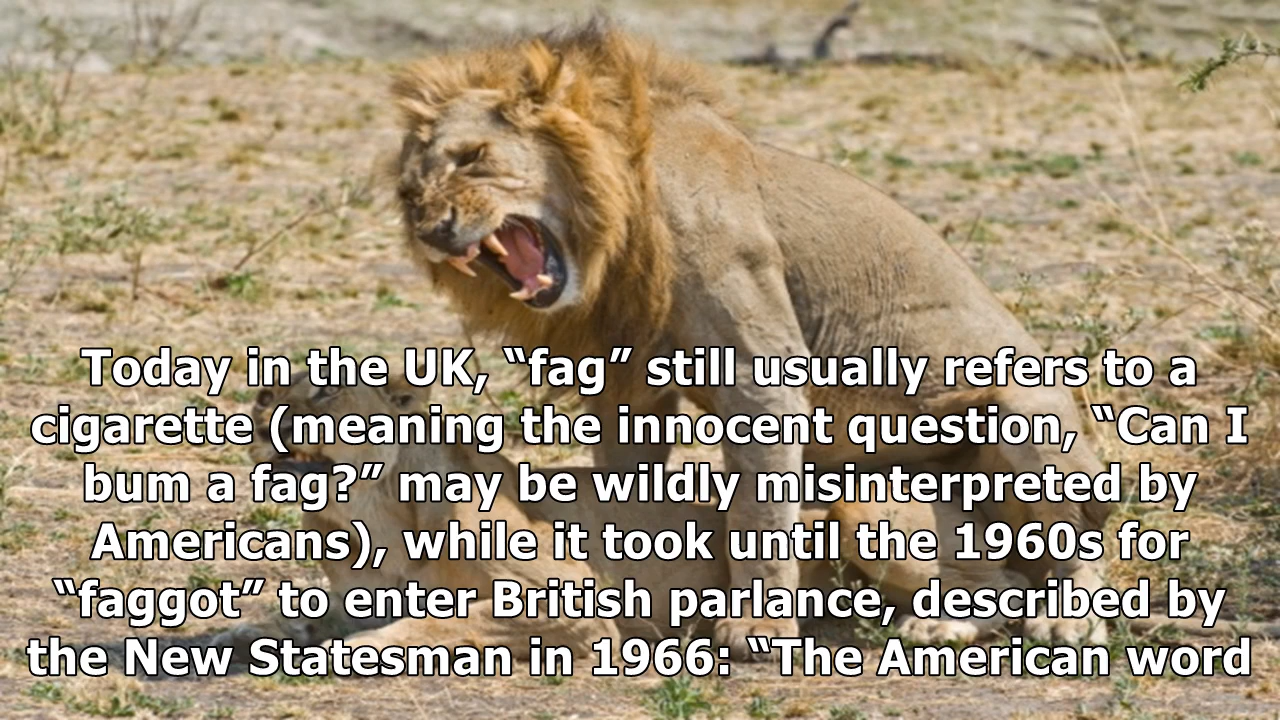 Today in the UK, “fag” still usually refers to a
cigarette (meaning the innocent question, “Can I
bum a fag?” may be wildly misinterpreted by
Americans), while it took until the 1960s for
“faggot” to enter British parlance, described by
the New Statesman in 1966: “The American word